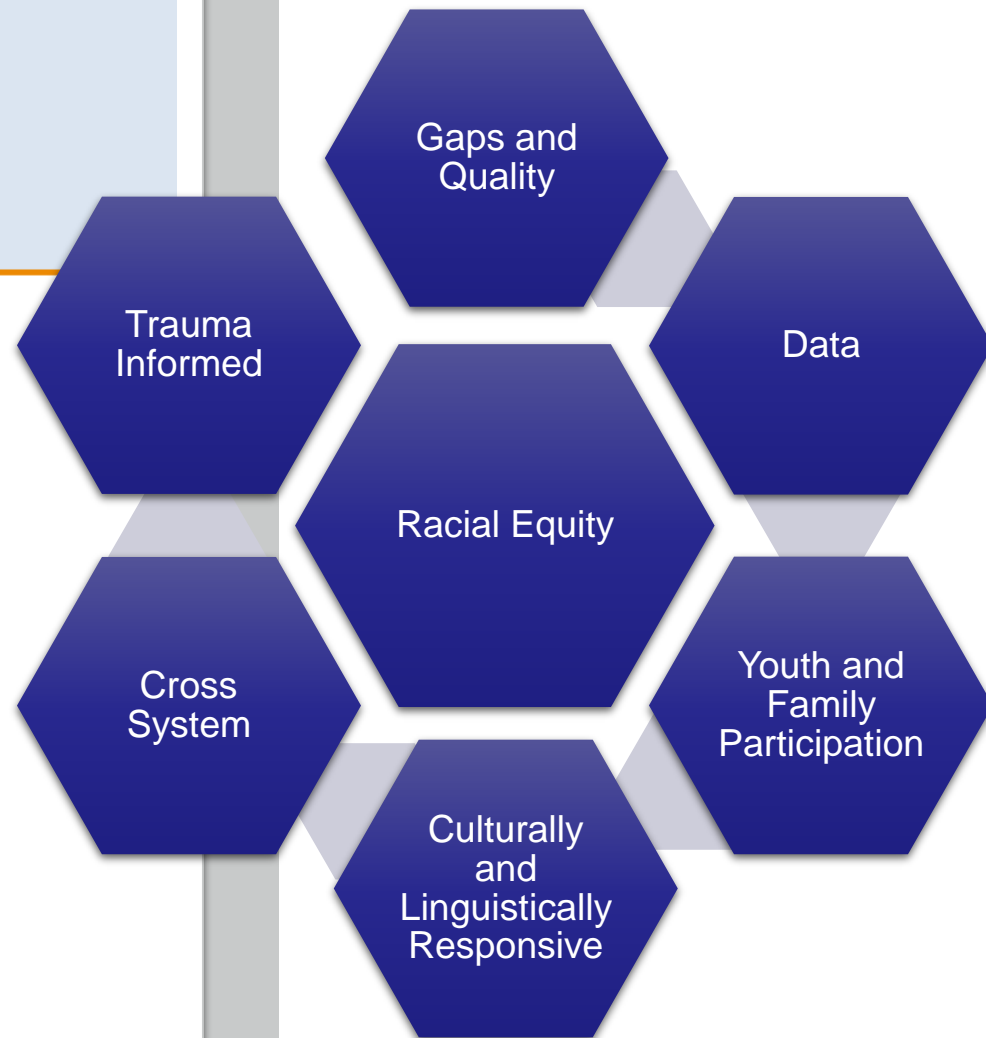 Gaps and
Quality
Trauma
Informed
Data
Racial Equity
Cross
System
Youth and
Family
Participation
Culturally
and
Linguistically
Responsive